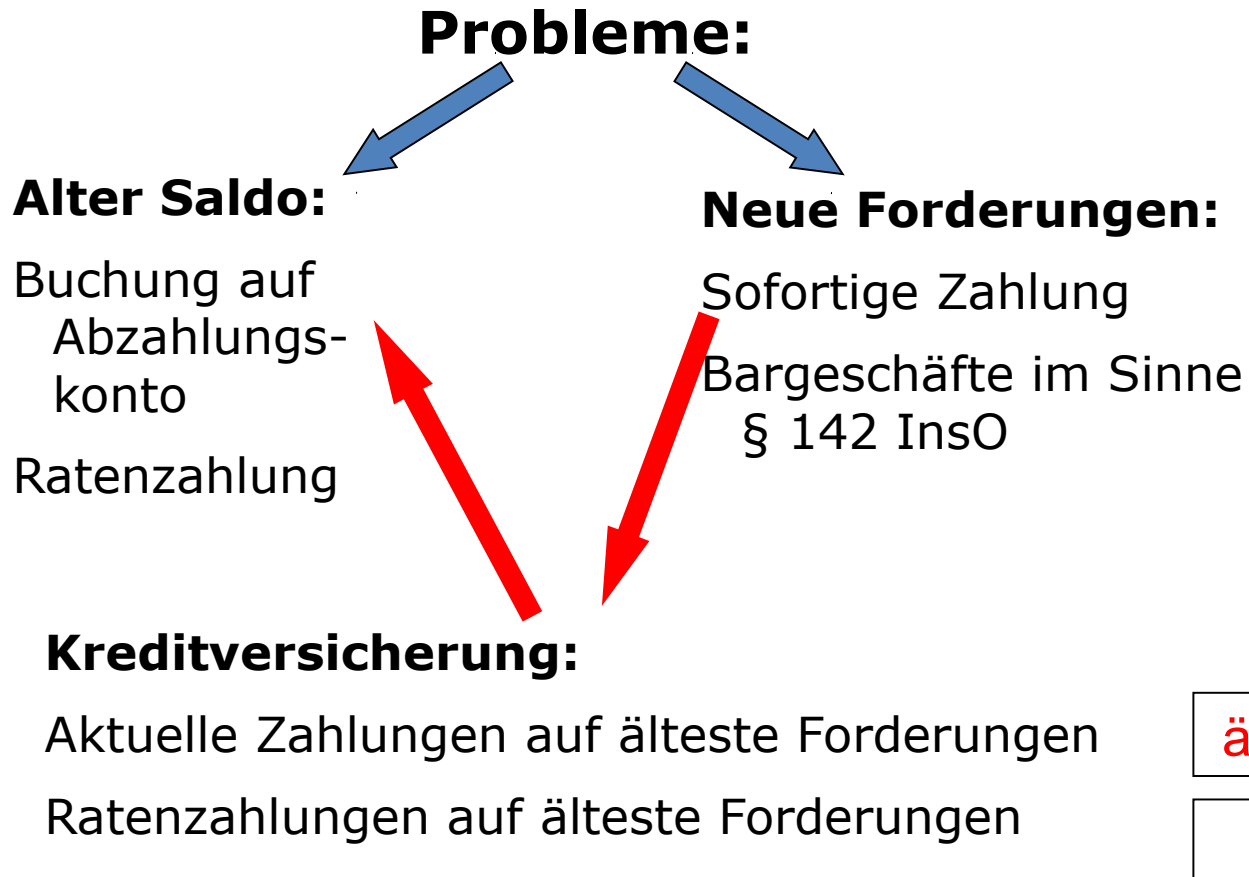 Probleme:
Alter Saldo:
Buchung auf
Abzahlungs-
konto
Ratenzahlung
Neue Forderungen:
Sofortige Zahlung
Bargeschäfte im Sinne
§ 142 InsO
Kreditversicherung:
Aktuelle Zahlungen auf älteste Forderungen
Ratenzahlungen auf älteste Forderungen
ä